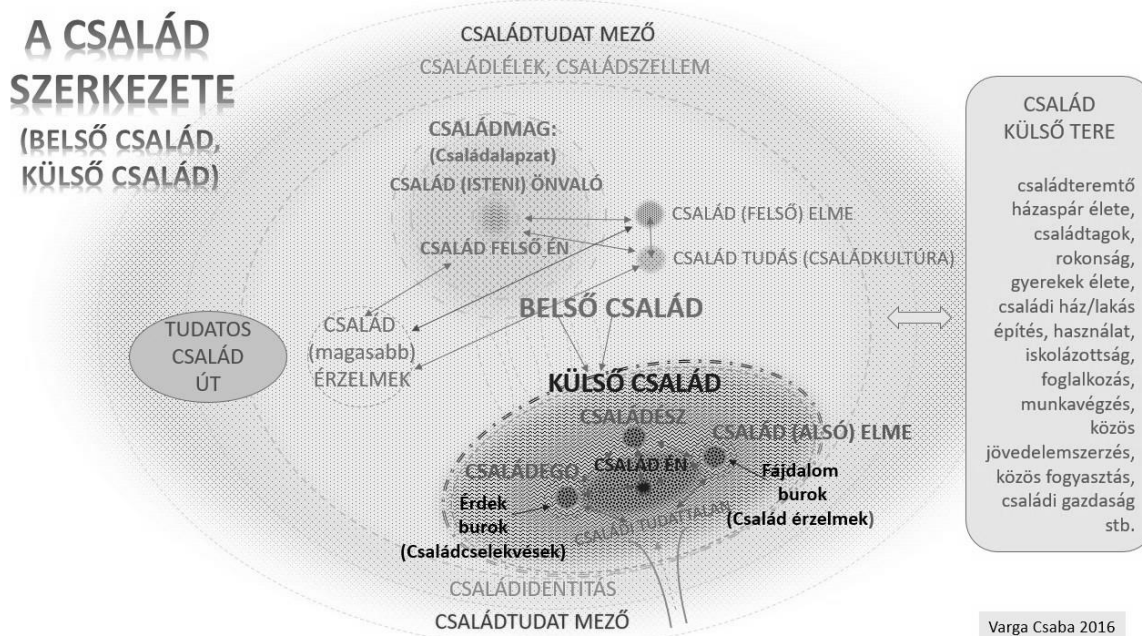 A CSALÁD
SZERKEZETE
(BELSŐ CSALÁD,
KÜLSŐ CSALÁD)
CSALÁDTUDAT MEZŐ
CSALÁDLÉLEK, CSALÁDSZELLEM
CSALÁDMAG:
(Családalapzat)
CSALÁD (ISTENI) ÖNVALÓ
CSALÁD FELSŐ ÉN
CSALÁD (FELSŐ) ELME
CSALÁD TUDÁS (CSALÁDKULTÚRA)
BELSŐ CSALÁD
TUDATOS
CSALÁD
ÚT
CSALÁD
(magasabb)
ÉRZELMEK
KÜLSŐ CSALÁD
CSALÁDÉSZ
CSALÁD (ALSÓ) ELME
CSALÁD ÉN
CSALÁDEGO
Érdek
burok
(Családcselekvések)
Fájdalom
burok
(Család érzelmek)
CSALÁDI TUDATTALAN
CSALÁDIDENTITÁS
CSALÁDTUDAT MEZŐ
CSALÁD
KÜLSŐ TERE
családteremtő
házaspár élete,
családtagok,
rokonság,
gyerekek élete,
családi ház/lakás
építés, használat,
iskolázottság,
foglalkozás,
munkavégzés,
közös
jövedelemszerzés,
közös fogyasztás,
családi gazdaság
stb.
Varga Csaba 2016